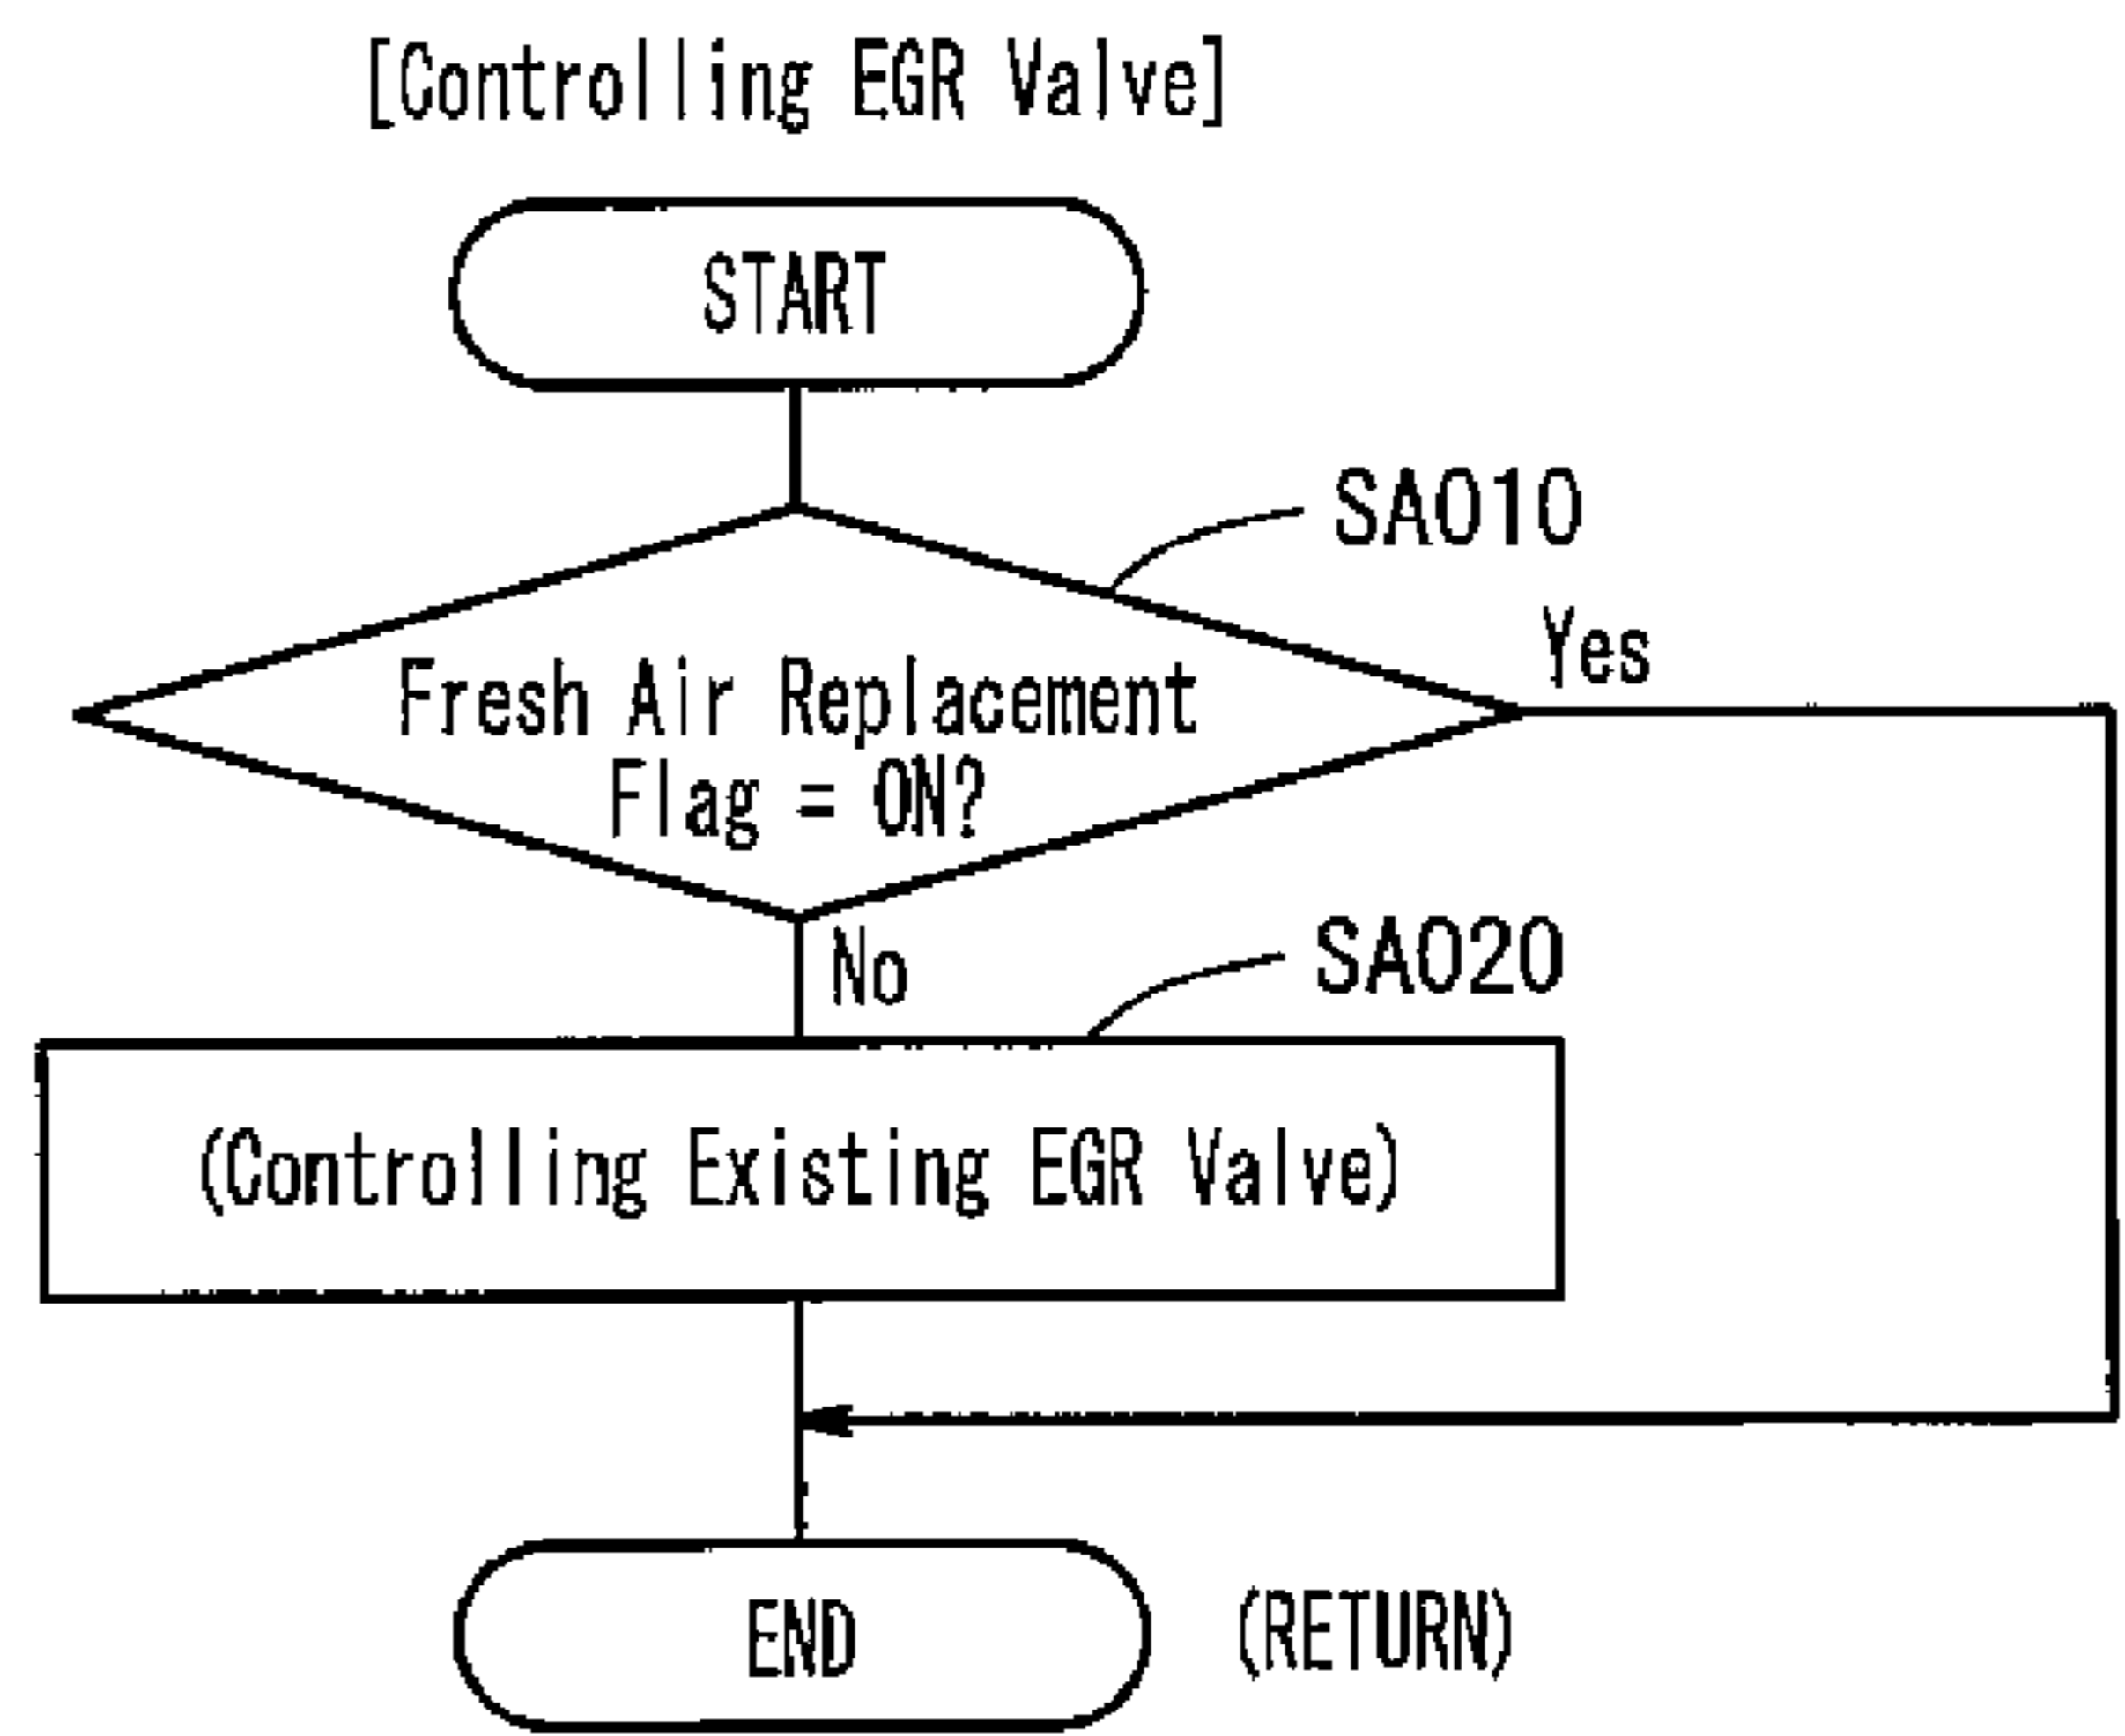 [Controlling EGR Valve]
START
SA010
Yes
Fresh Air Replacement
Flag = ON?
No
SA020
(Controlling Existing EGR Valve)
END
(RETURN)